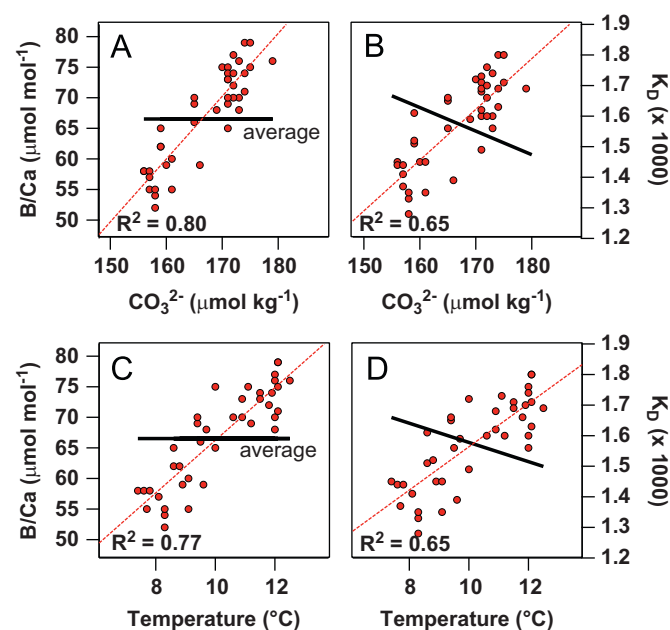 A
B
80
75
70
65
60
55
50
B/Ca (μmol mol⁻¹)
average
R² = 0.80
R² = 0.65
1.9
1.8
1.7
1.6
1.5
1.4
1.3
1.2
K_D (x 1000)
150 160 170 180
150 160 170 180
CO₃²⁻ (μmol kg⁻¹)
CO₃²⁻ (μmol kg⁻¹)
C
D
80
75
70
65
60
55
50
B/Ca (μmol mol⁻¹)
average
R² = 0.77
R² = 0.65
1.9
1.8
1.7
1.6
1.5
1.4
1.3
1.2
K_D (x 1000)
8 10 12
8 10 12
Temperature (°C)
Temperature (°C)